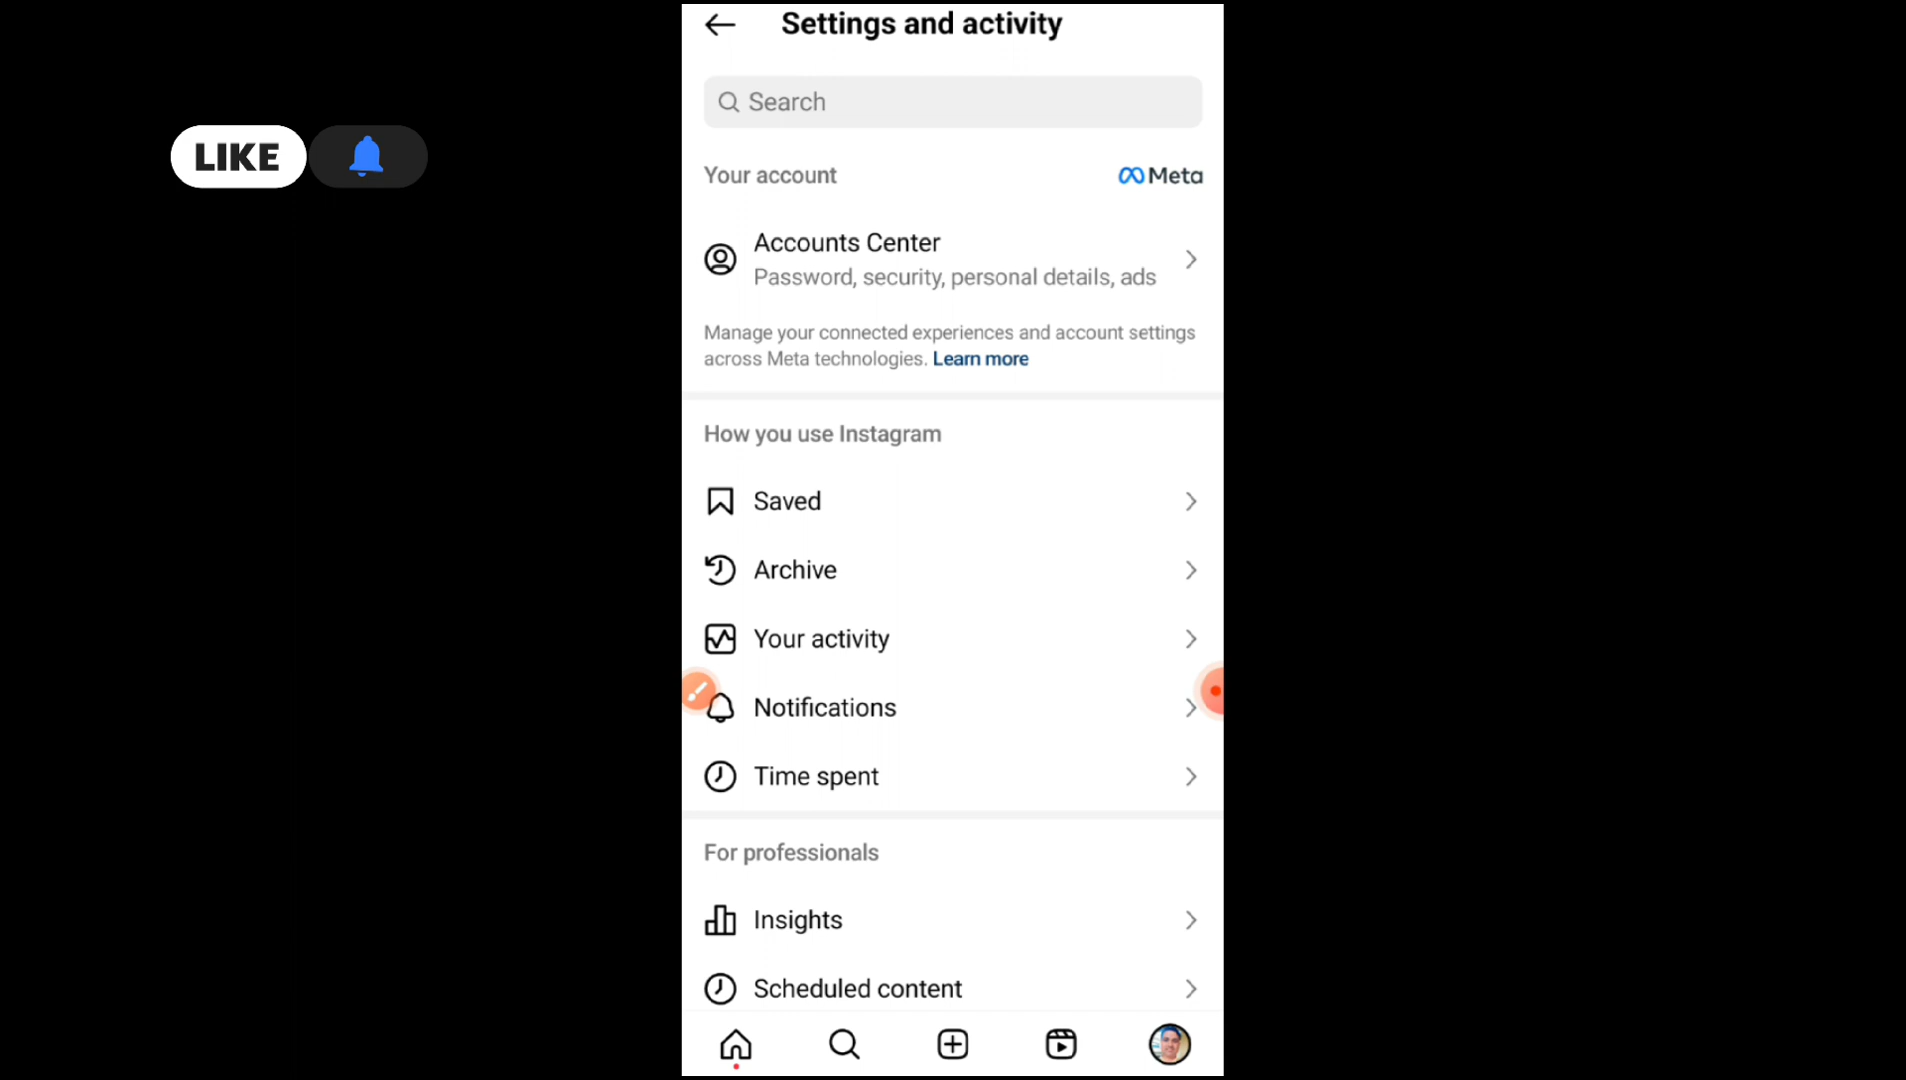 Settings and activity
LIKE
Search
Your account
Meta
Accounts Center
Password, security, personal details, ads
Manage your connected experiences and account settings
across Meta technologies. Learn more
How you use Instagram
Saved
Archive
Your activity
Notifications
Time spent
For professionals
Insights
Scheduled content